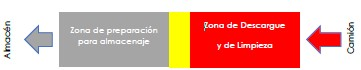 Almacén
Zona de preparación
para almacenaje
Zona de Descargue
y de Limpieza
Camión